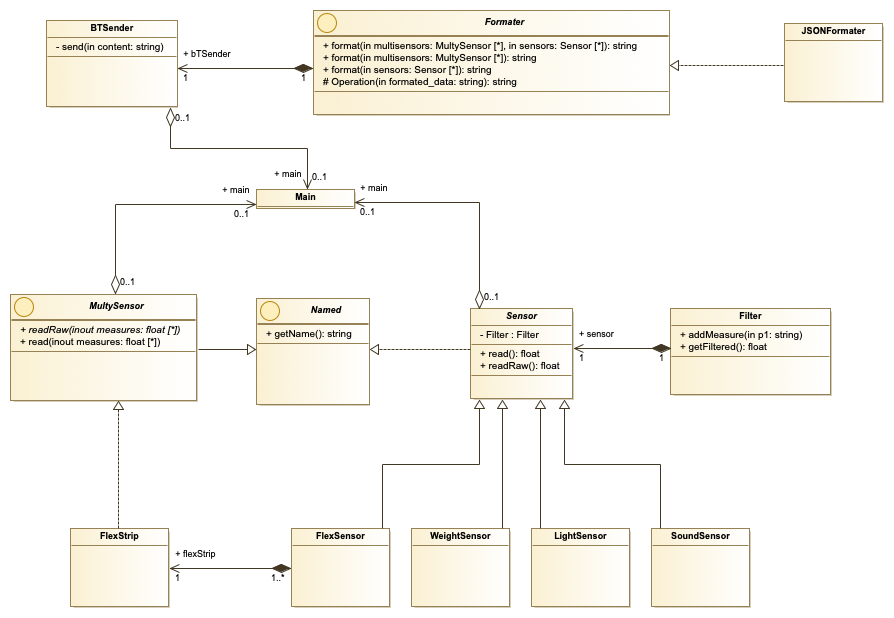 BTSender
- send(in content: string)
Formater
+ format(in multisensors: MultySensor [*], in sensors: Sensor [*]): string
+ format(in multisensors: MultySensor [*]): string
+ format(in sensors: Sensor [*]): string
# Operation(in formated_data: string): string
JSONFormater
+ bTSender
1
1
0..1
+ main
0..1
+ main
0..1
Main
+ main
0..1
0..1
0..1
MultySensor
+ readRaw(inout measures: float [*])
+ read(inout measures: float [*])
Named
+ getName(): string
Sensor
- Filter : Filter
+ read(): float
+ readRaw(): float
+ sensor
1
1
Filter
+ addMeasure(in p1: string)
+ getFiltered(): float
FlexStrip
+ flexStrip
1
1..*
FlexSensor
WeightSensor
LightSensor
SoundSensor